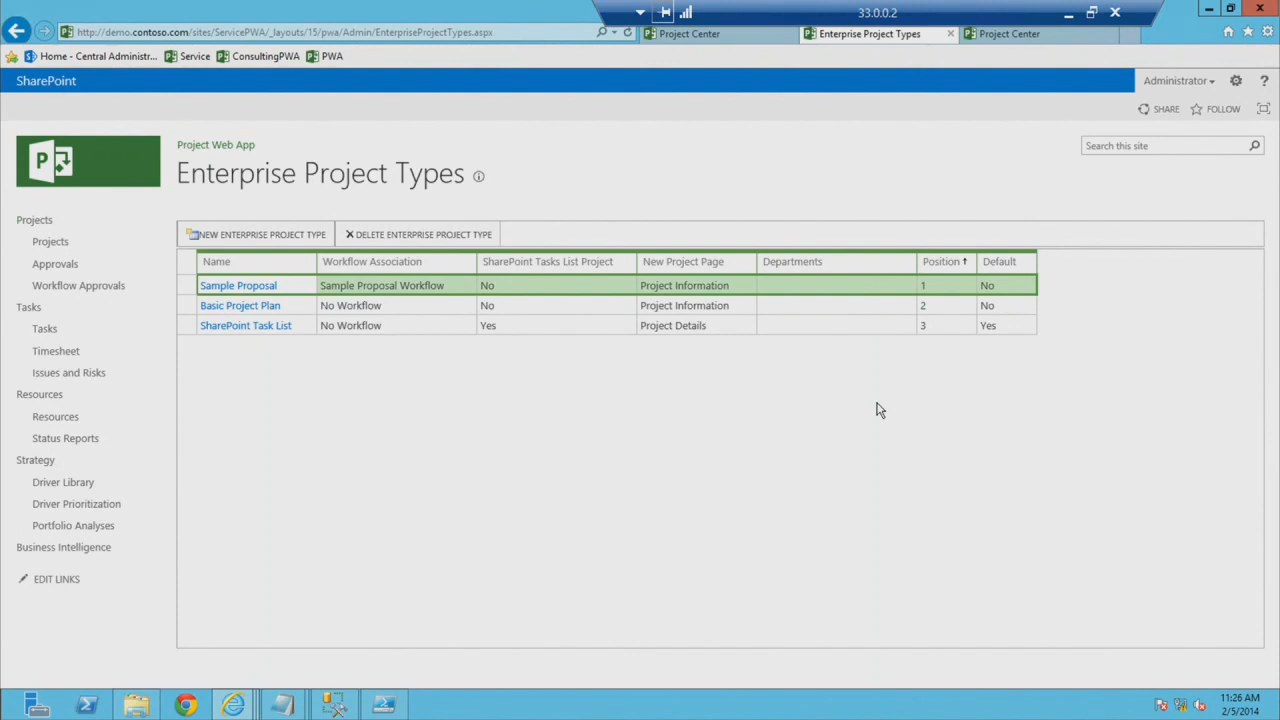 33.0.0.2
http://demo.contoso.com/sites/ServicePWA/_layouts/15/pwa/Admin/EnterpriseProjectTypes.aspx
Project Center
Enterprise Project Types
Project Center
Home - Central Administr...
Service
ConsultingPWA
PWA
SharePoint
Administrator
?
SHARE
FOLLOW
Project Web App
Enterprise Project Types
Search this site
Projects
Projects
Approvals
Workflow Approvals
Tasks
Tasks
Timesheet
Issues and Risks
Resources
Resources
Status Reports
Strategy
Driver Library
Driver Prioritization
Portfolio Analyses
Business Intelligence
EDIT LINKS
NEW ENTERPRISE PROJECT TYPE
DELETE ENTERPRISE PROJECT TYPE
Name Workflow Association SharePoint Tasks List Project New Project Page Departments Position Default
Sample Proposal Sample Proposal Workflow No Project Information 1 No
Basic Project Plan No Workflow No Project Information 2 No
SharePoint Task List No Workflow Yes Project Details 3 Yes
11:26 AM
2/5/2014